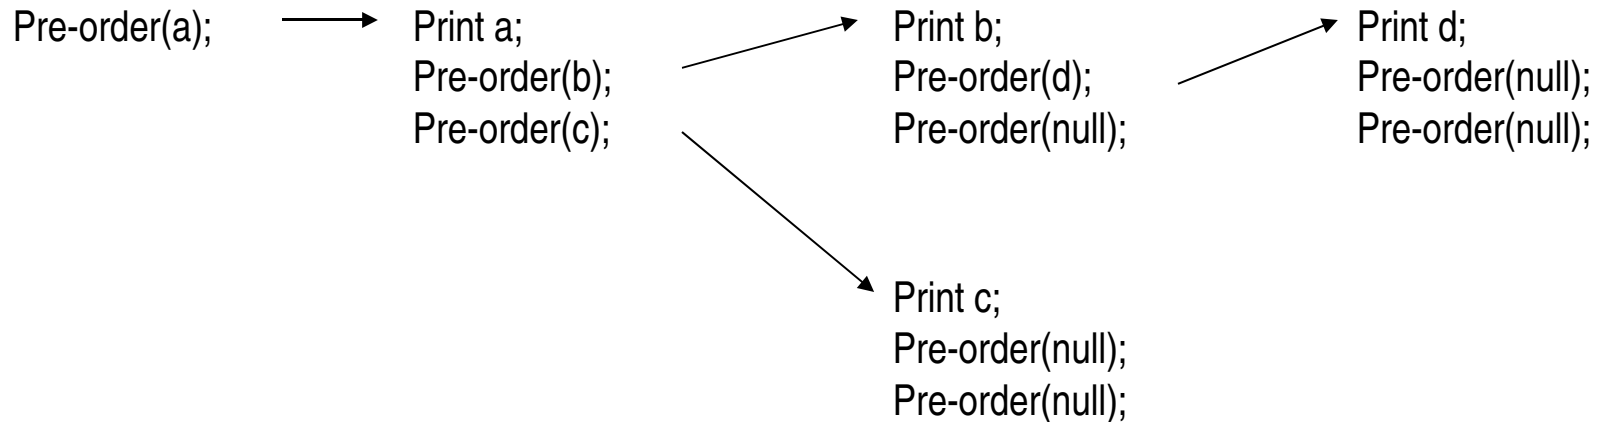 Pre-order(a);
Print a;
Pre-order(b);
Pre-order(c);
Print b;
Pre-order(d);
Pre-order(null);
Print d;
Pre-order(null);
Pre-order(null);
Print c;
Pre-order(null);
Pre-order(null);